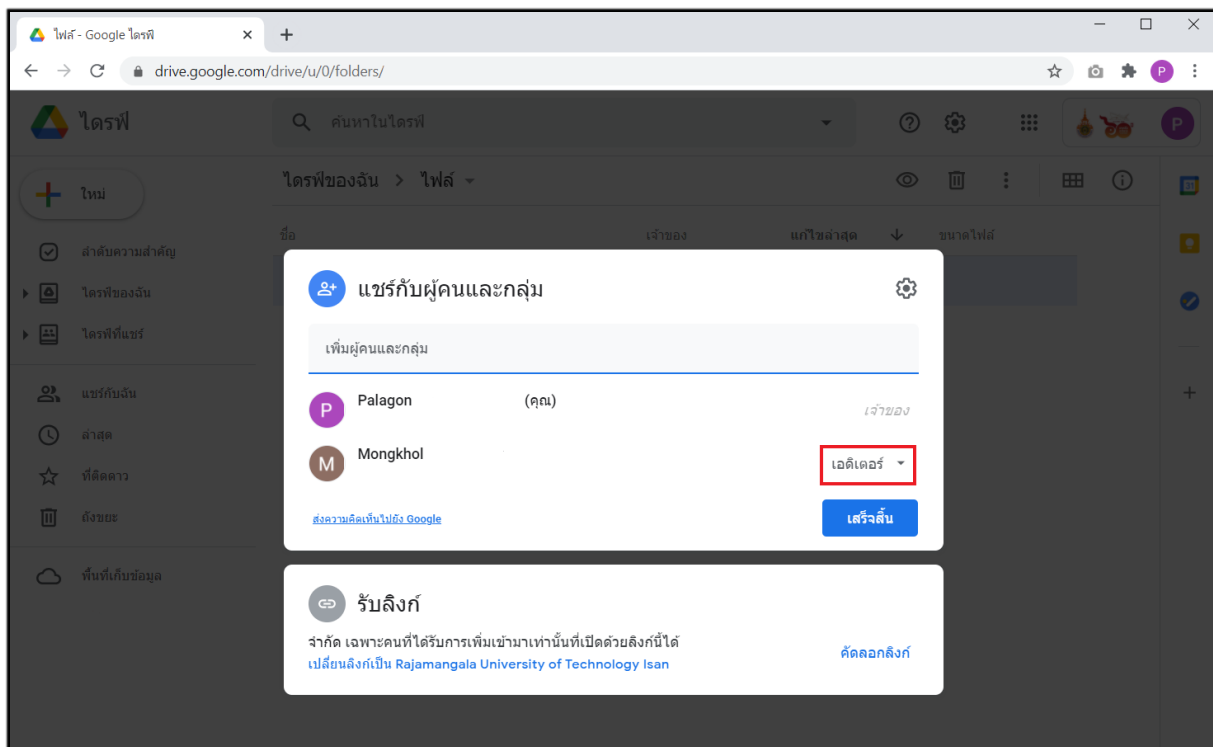 ไฟล์ - Google ไดรฟ์
drive.google.com/drive/u/0/folders/
P
ไดรฟ์
ค้นหาในไดรฟ์
P
ใหม่
ไดรฟ์ของฉัน > ไฟล์
31
ชื่อ เจ้าของ แก้ไขล่าสุด ขนาดไฟล์
ลำดับความสำคัญ
ไดรฟ์ของฉัน
ไดรฟ์ที่แชร์
แชร์กับฉัน
ล่าสุด
ที่ติดดาว
ถังขยะ
พื้นที่เก็บข้อมูล
แชร์กับผู้คนและกลุ่ม
เพิ่มผู้คนและกลุ่ม
P Palagon (คุณ) เจ้าของ
M Mongkhol เอดิเตอร์
ส่งความคิดเห็นไปยัง Google เสร็จสิ้น
รับลิงก์
จำกัด เฉพาะคนที่ได้รับการเพิ่มเข้ามาเท่านั้นที่เปิดด้วยลิงก์นี้ได้
เปลี่ยนลิงก์เป็น Rajamangala University of Technology Isan
คัดลอกลิงก์